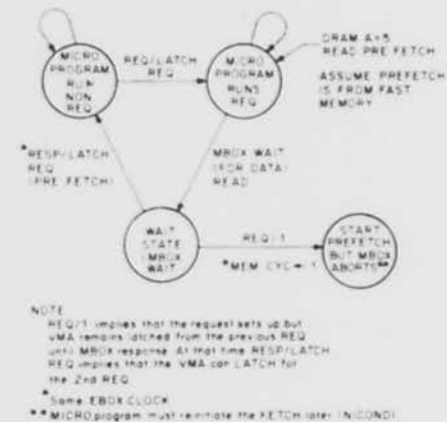 MICRO
PROGRAM
RUN
NON
REQ
REQ/LATCH
REQ
MICRO
PROGRAM
RUNS
REQ
DRAM A=5
READ PRE FETCH
ASSUME PREFETCH
IS FROM FAST
MEMORY
*RESP/LATCH
REQ
(PRE FETCH)
MBOX WAIT
(FOR DATA)
READ
WAIT
STATE
MBOX
WAIT
REQ/1
*MEM CYC←1
START
PREFETCH
BUT MBOX
ABORTS**
NOTE
REQ/1 implies that the request sets up but
VMA remains latched from the previous REQ
until MBOX response. At that time RESP/LATCH
REQ implies that the VMA can LATCH for
the 2nd REQ
*Same EBOX CLOCK
**MICRO program must reinitiate the FETCH later (NICOND)